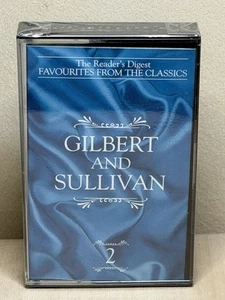 The Reader's Digest
FAVOURITES FROM THE CLASSICS
GILBERT
AND
SULLIVAN
2